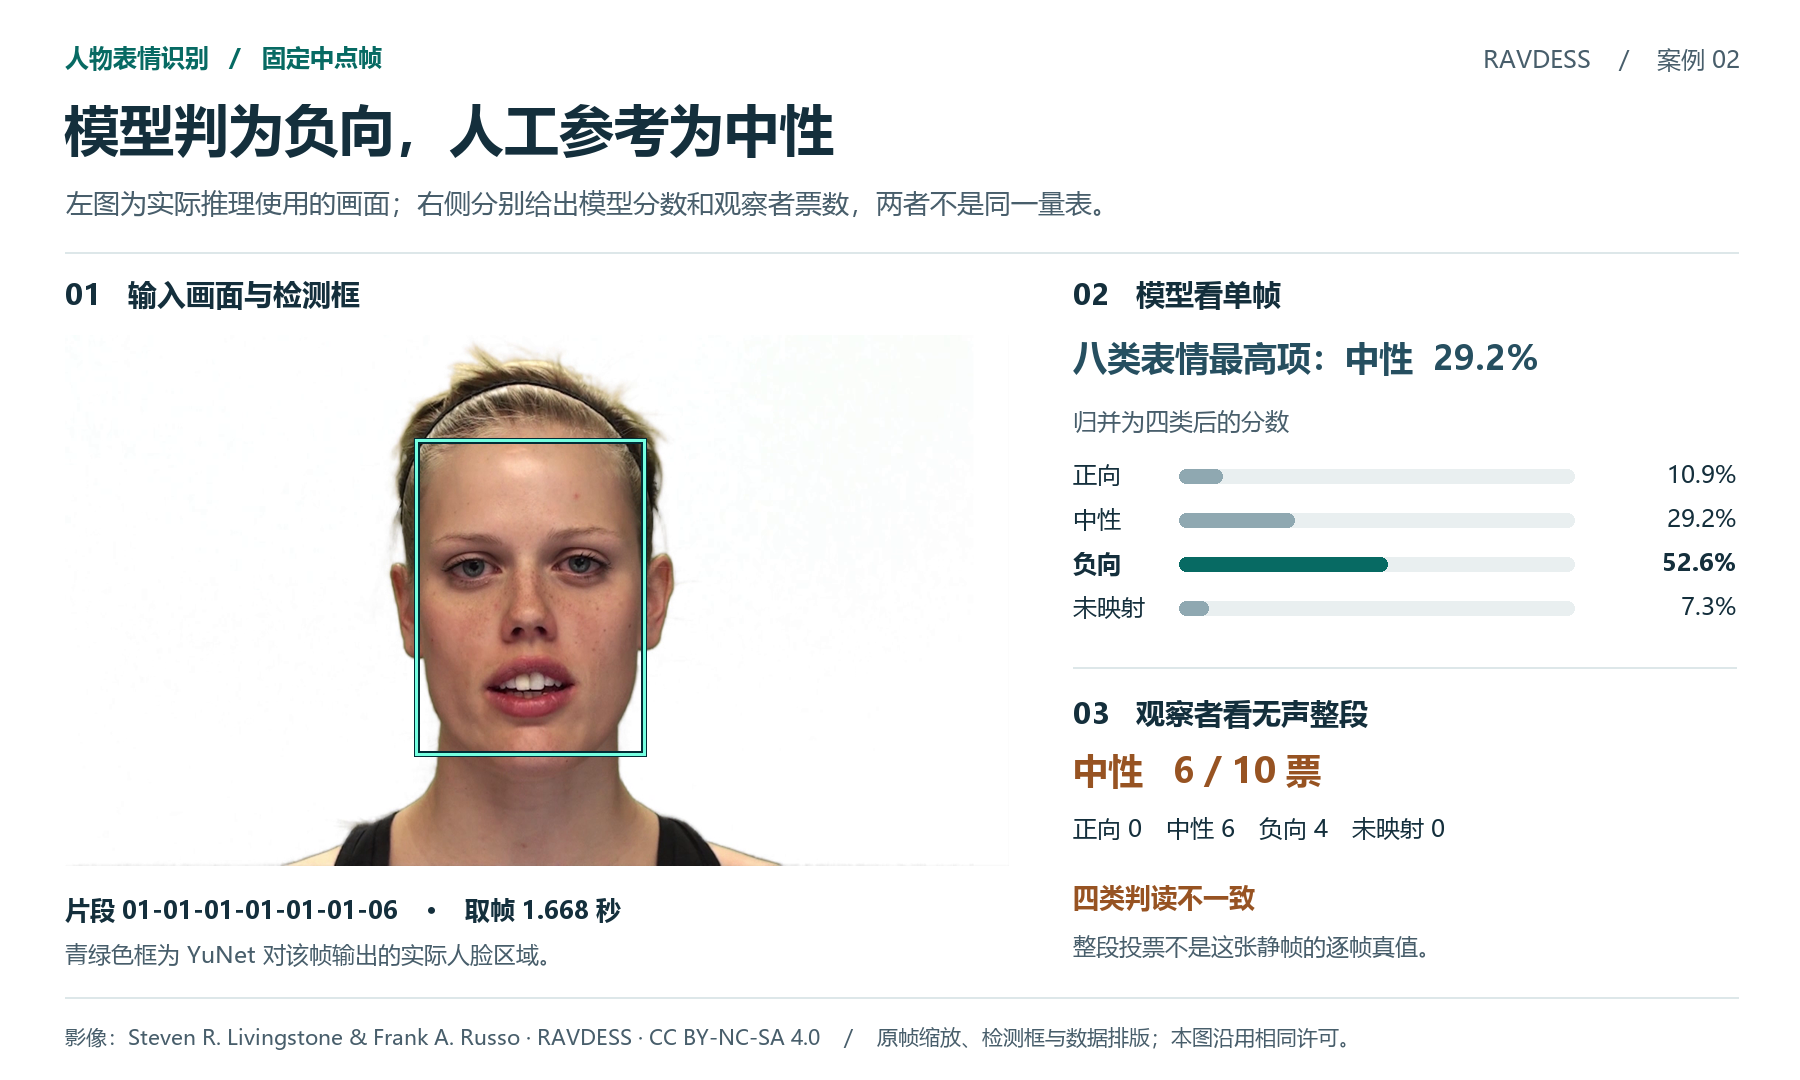 人物表情识别 / 固定中点帧
RAVDESS / 案例 02
模型判为负向，人工参考为中性
左图为实际推理使用的画面；右侧分别给出模型分数和观察者票数，两者不是同一量表。
01 输入画面与检测框
片段 01-01-01-01-01-01-06 • 取帧 1.668 秒
青绿色框为 YuNet 对该帧输出的实际人脸区域。
02 模型看单帧
八类表情最高项：中性 29.2%
归并为四类后的分数
正向 10.9%
中性 29.2%
负向 52.6%
未映射 7.3%
03 观察者看无声整段
中性 6 / 10 票
正向 0 中性 6 负向 4 未映射 0
四类判读不一致
整段投票不是这张静帧的逐帧真值。
影像：Steven R. Livingstone & Frank A. Russo · RAVDESS · CC BY-NC-SA 4.0 / 原帧缩放、检测框与数据排版；本图沿用相同许可。